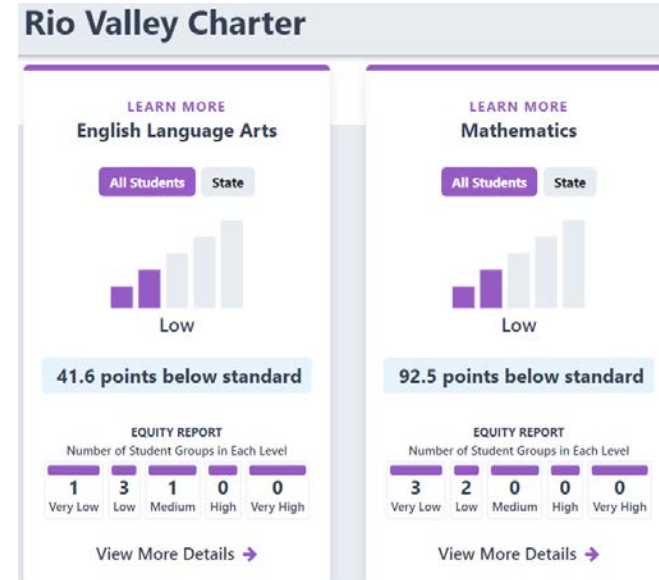 Rio Valley Charter
LEARN MORE
English Language Arts
All Students State
Low
41.6 points below standard
EQUITY REPORT
Number of Student Groups in Each Level
1 3 1 0 0
Very Low Low Medium High Very High
View More Details →
LEARN MORE
Mathematics
All Students State
Low
92.5 points below standard
EQUITY REPORT
Number of Student Groups in Each Level
3 2 0 0 0
Very Low Low Medium High Very High
View More Details →